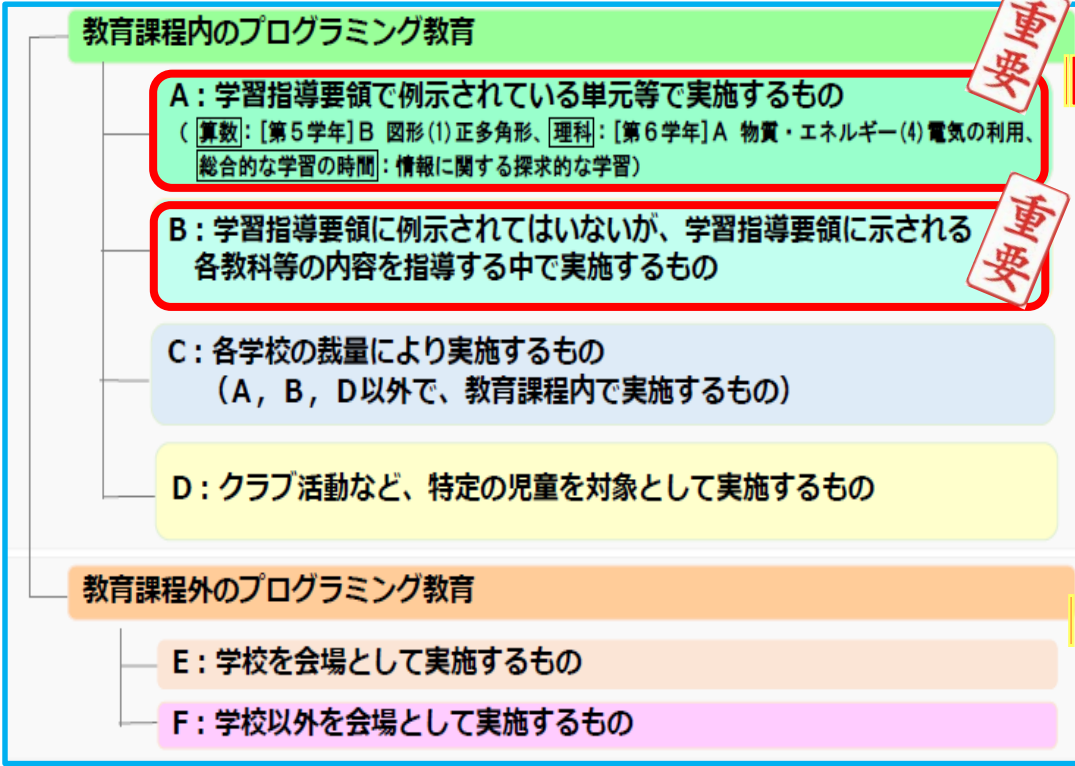 教育課程内のプログラミング教育
重要
A：学習指導要領で例示されている単元等で実施するもの
（ 算数：[第５学年]Ｂ 図形(1)正多角形、理科：[第６学年]Ａ 物質・エネルギー(4)電気の利用、
総合的な学習の時間：情報に関する探求的な学習）
B：学習指導要領に例示されてはいないが、学習指導要領に示される
各教科等の内容を指導する中で実施するもの
重要
C：各学校の裁量により実施するもの
（A，B，D以外で、教育課程内で実施するもの）
D：クラブ活動など、特定の児童を対象として実施するもの
教育課程外のプログラミング教育
E：学校を会場として実施するもの
F：学校以外を会場として実施するもの